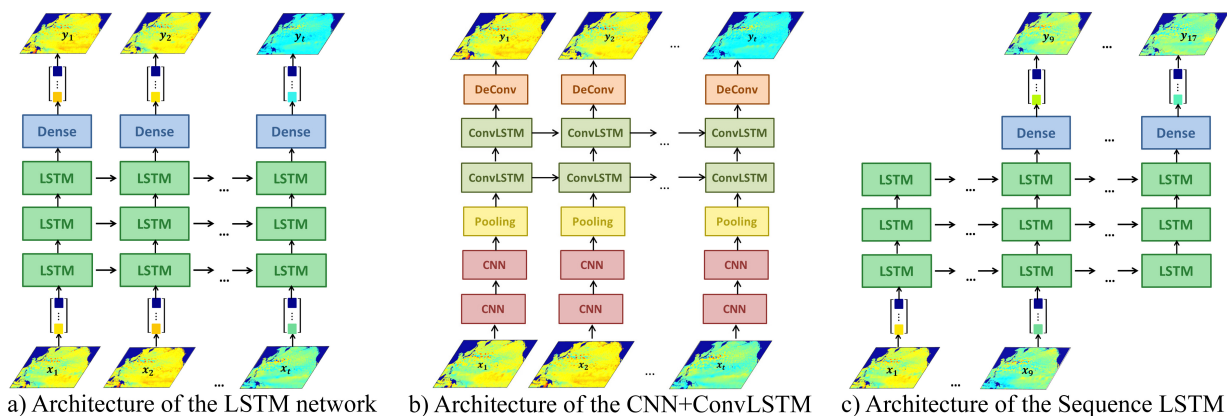 y1 y2 yt
Dense Dense Dense
LSTM LSTM ... LSTM
LSTM LSTM ... LSTM
LSTM LSTM ... LSTM
x1 x2 ... xt
a) Architecture of the LSTM network
y1 y2 ... yt
DeConv DeConv DeConv
ConvLSTM ConvLSTM ... ConvLSTM
ConvLSTM ConvLSTM ... ConvLSTM
Pooling Pooling Pooling
CNN CNN CNN
CNN CNN CNN
x1 x2 ... xt
b) Architecture of the CNN+ConvLSTM
y9 ... y17
Dense ... Dense
LSTM ... LSTM ... LSTM
LSTM ... LSTM ... LSTM
LSTM ... LSTM ... LSTM
x1 ... x9
c) Architecture of the Sequence LSTM